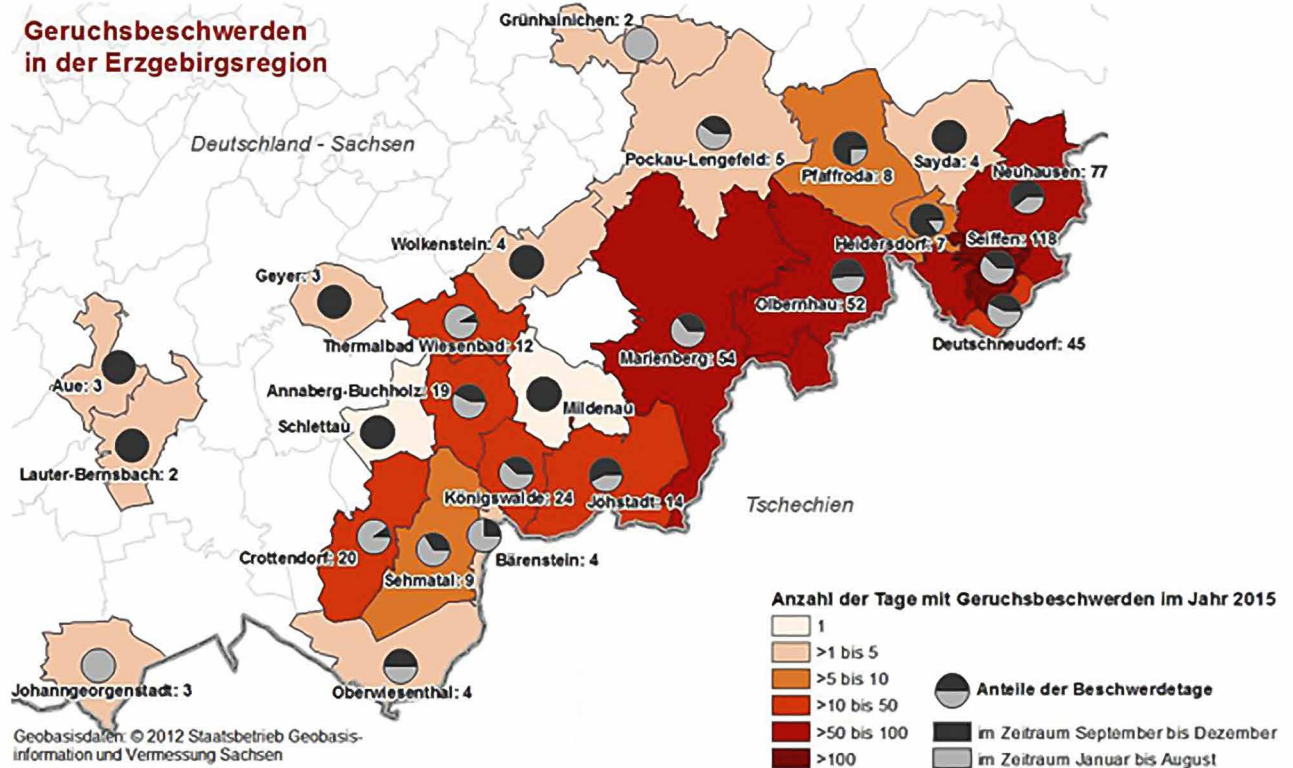 Geruchsbeschwerden
in der Erzgebirgsregion
Grünhainichen: 2
Deutschland - Sachsen
Pockau-Lengefeld: 5
Pfaffroda: 8
Sayda: 4
Neuhausen: 77
Wolkenstein: 4
Heidersdorf: 7
Seiffen: 118
Geyer: 3
Olbernhau: 52
Thermalbad Wiesenbad: 12
Marienberg: 54
Deutschneudorf: 45
Aue: 3
Annaberg-Buchholz: 19
Mildenau
Schlettau
Lauter-Bernsbach: 2
Königswalde: 24
Jöhstadt: 14
Tschechien
Crottendorf: 20
Sehmatal: 9
Bärenstein: 4
Johanngeorgenstadt: 3
Oberwiesenthal: 4
Anzahl der Tage mit Geruchsbeschwerden im Jahr 2015
1
>1 bis 5
>5 bis 10
>10 bis 50
>50 bis 100
>100
Anteile der Beschwerdetage
im Zeitraum September bis Dezember
im Zeitraum Januar bis August
Geobasisdaten: © 2012 Staatsbetrieb Geobasis-
information und Vermessung Sachsen